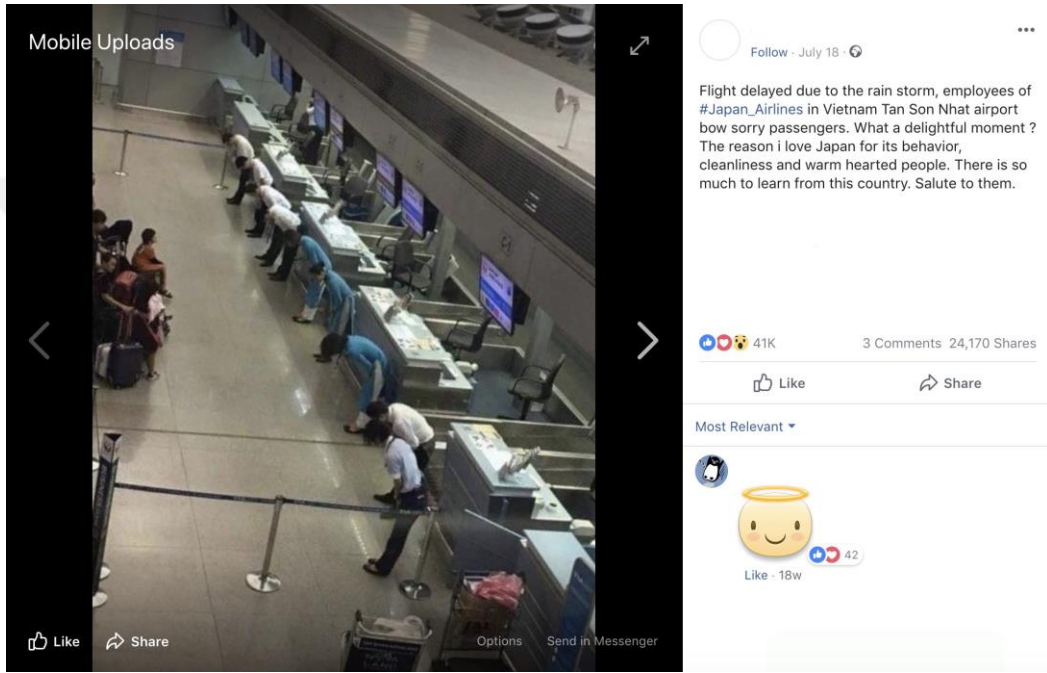 Mobile Uploads
Follow · July 18 ·
Flight delayed due to the rain storm, employees of
#Japan_Airlines in Vietnam Tan Son Nhat airport
bow sorry passengers. What a delightful moment ?
The reason i love Japan for its behavior,
cleanliness and warm hearted people. There is so
much to learn from this country. Salute to them.
41K
3 Comments 24,170 Shares
Like
Share
Most Relevant
42
Like · 18w
Like
Share
Options
Send in Messenger